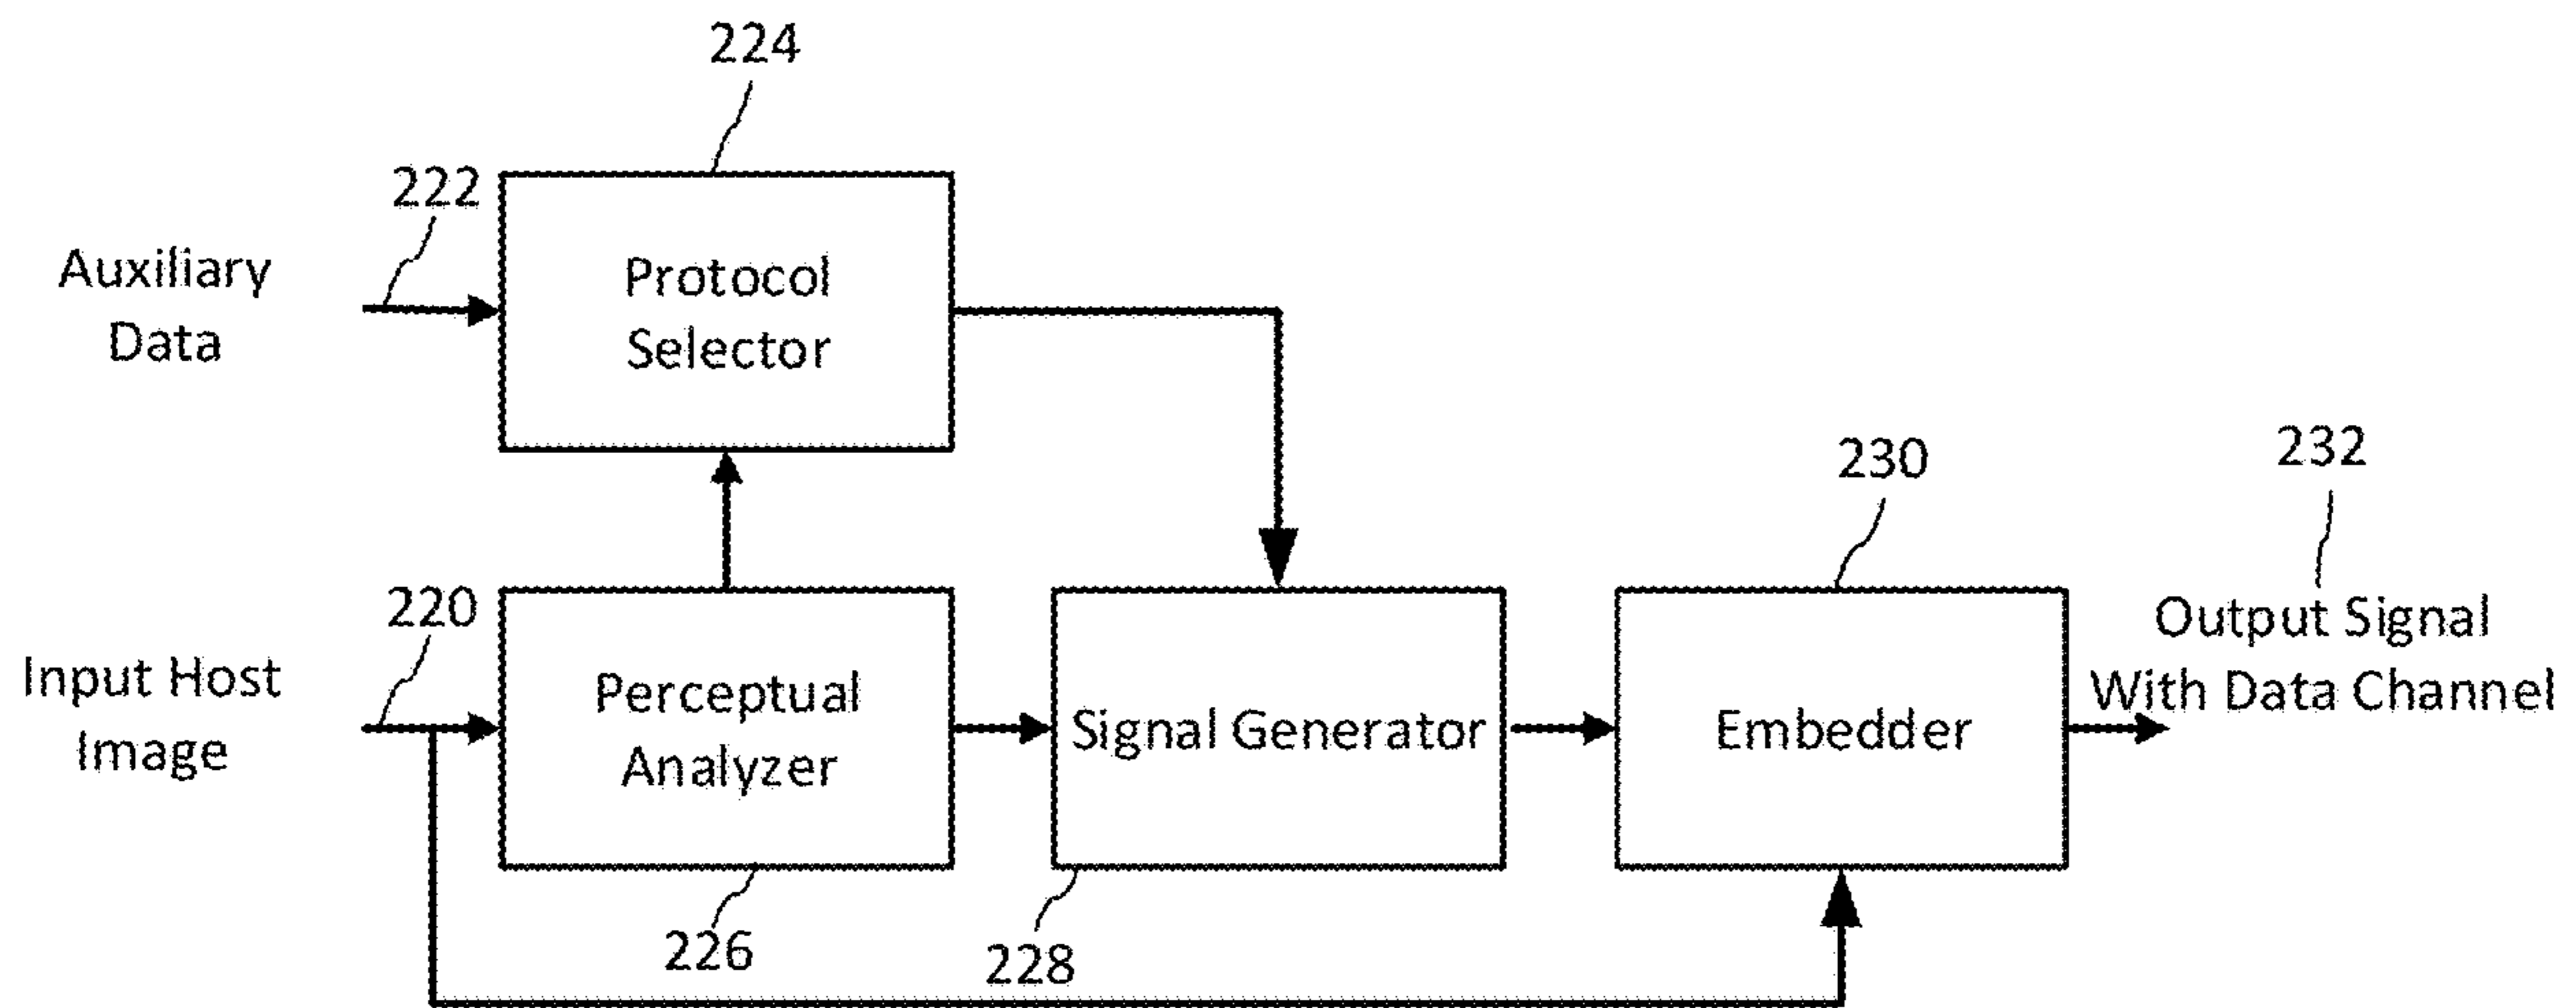 224
222
Auxiliary
Data
Protocol
Selector
230
232
220
Input Host
Image
Perceptual
Analyzer
Signal Generator
Embedder
Output Signal
With Data Channel
226
228